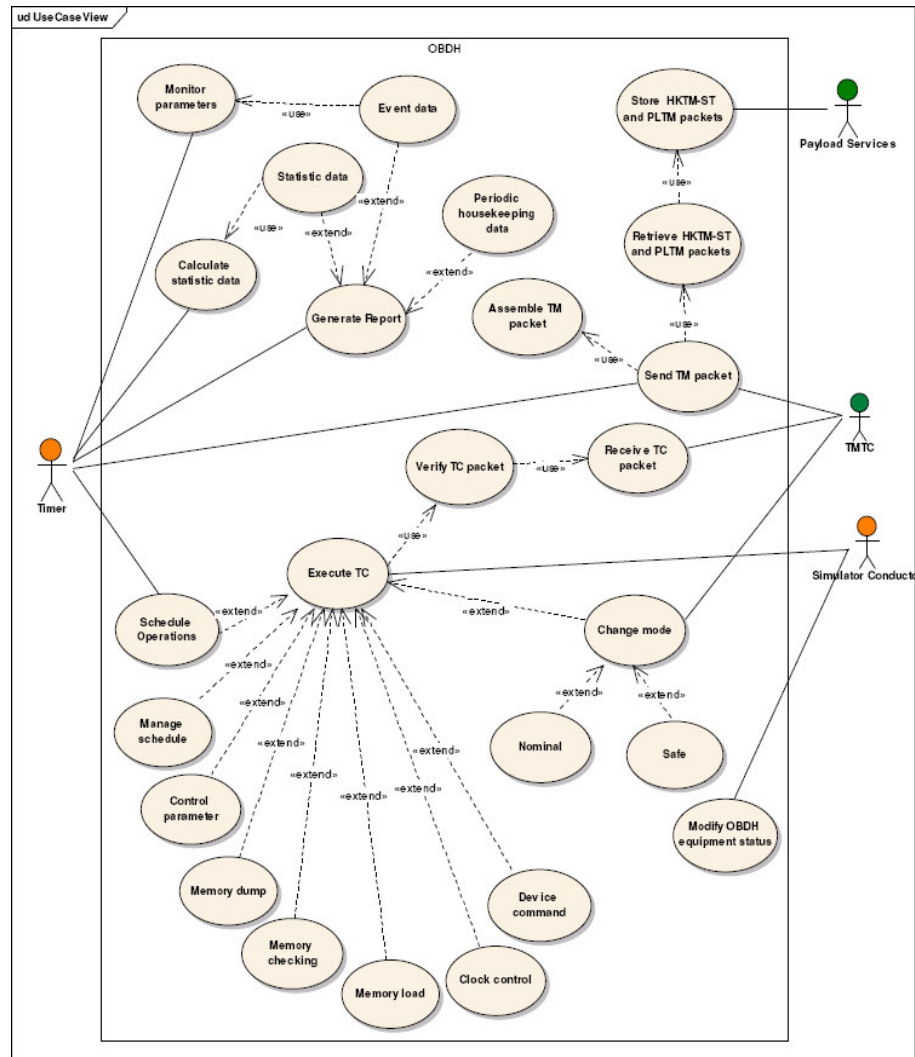 ud UseCaseView
OBDH
Monitor
parameters
Event data
«use»
Store HKTM-ST
and PLTM packets
Payload Services
Statistic data
«extend»
«use»
«extend»
Periodic
housekeeping
data
«use»
Retrieve HKTM-ST
and PLTM packets
Calculate
statistic data
«extend»
Generate Report
Assemble TM
packet
«use»
«use»
Send TM packet
TMTC
Timer
Verify TC packet
«use»
Receive TC
packet
«use»
Execute TC
Simulator Conducto
Schedule
Operations
«extend»
«extend»
Change mode
«extend»
Manage
schedule
«extend»
«extend»
«extend»
«extend»
«extend»
Nominal
Safe
«extend»
«extend»
«extend»
Control
parameter
Modify OBDH
equipment status
Memory dump
Device
command
Memory
checking
Memory load
Clock control